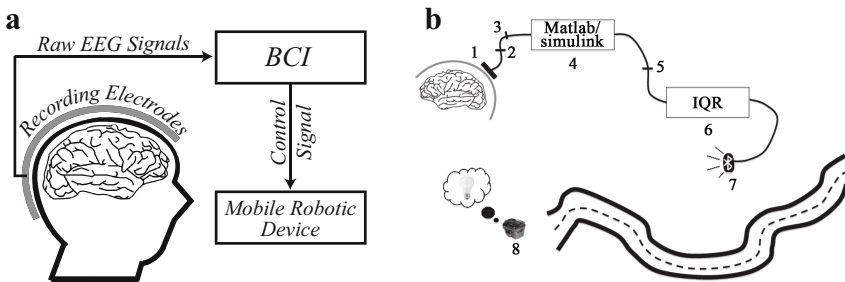 a
Raw EEG Signals
BCI
Recording Electrodes
Control
Signal
Mobile Robotic
Device
b
1
2
3
Matlab/
simulink
4
5
IQR
6
7
8